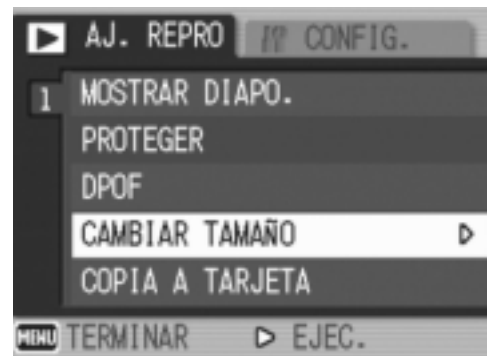 AJ. REPRO CONFIG.
1 MOSTRAR DIAPO.
PROTEGER
DPOF
CAMBIAR TAMAÑO
COPIA A TARJETA
MENU TERMINAR EJEC.